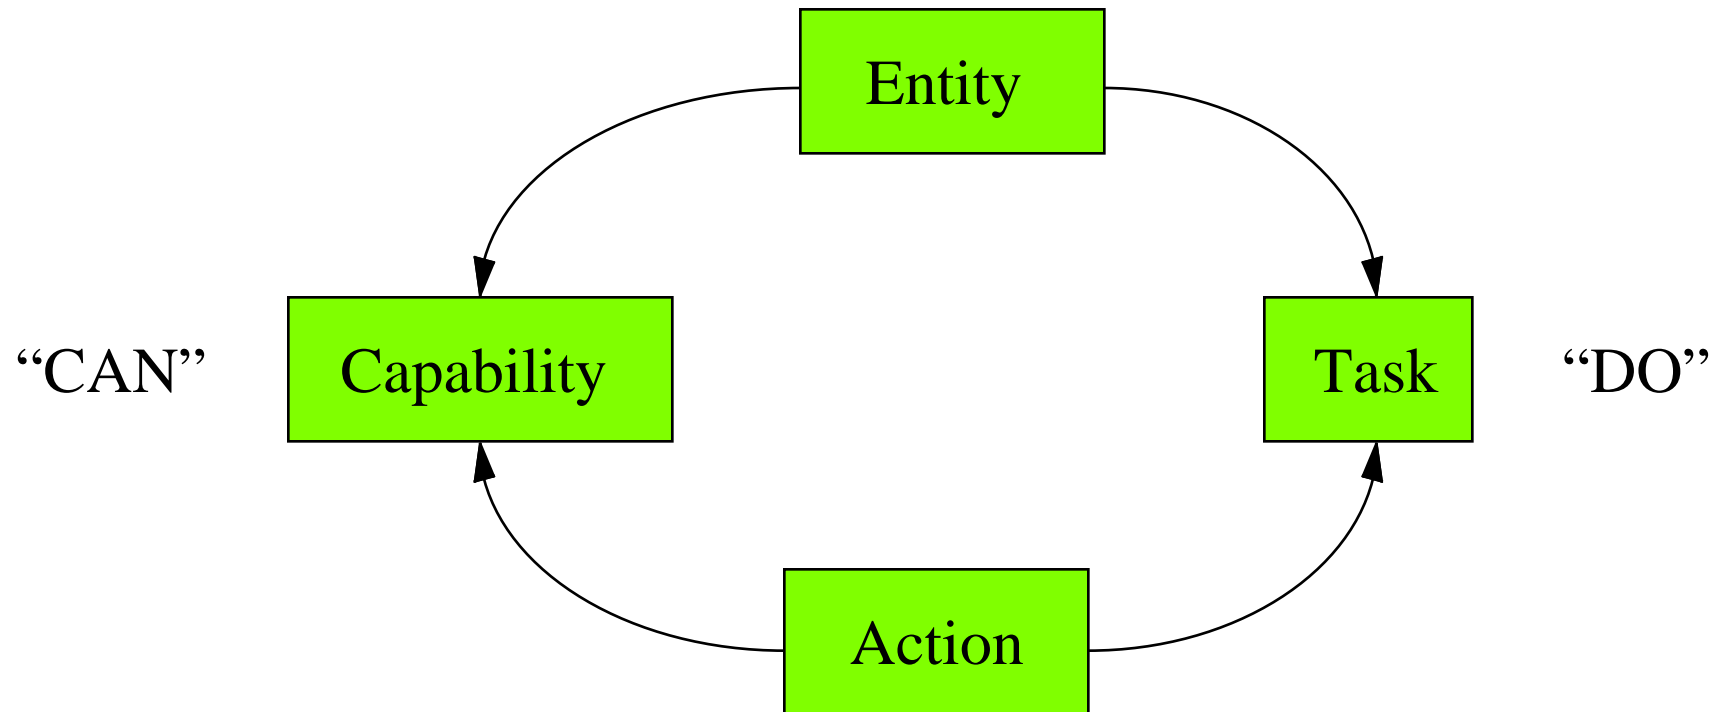 Entity
“CAN”
Capability
Task
“DO”
Action